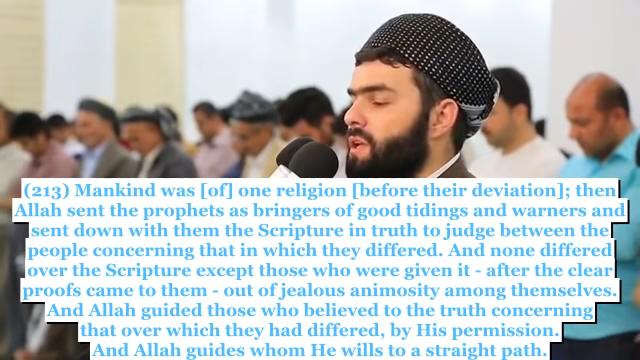 (213) Mankind was [of] one religion [before their deviation]; then
Allah sent the prophets as bringers of good tidings and warners and
sent down with them the Scripture in truth to judge between the
people concerning that in which they differed. And none differed
over the Scripture except those who were given it - after the clear
proofs came to them - out of jealous animosity among themselves.
And Allah guided those who believed to the truth concerning
that over which they had differed, by His permission.
And Allah guides whom He wills to a straight path.